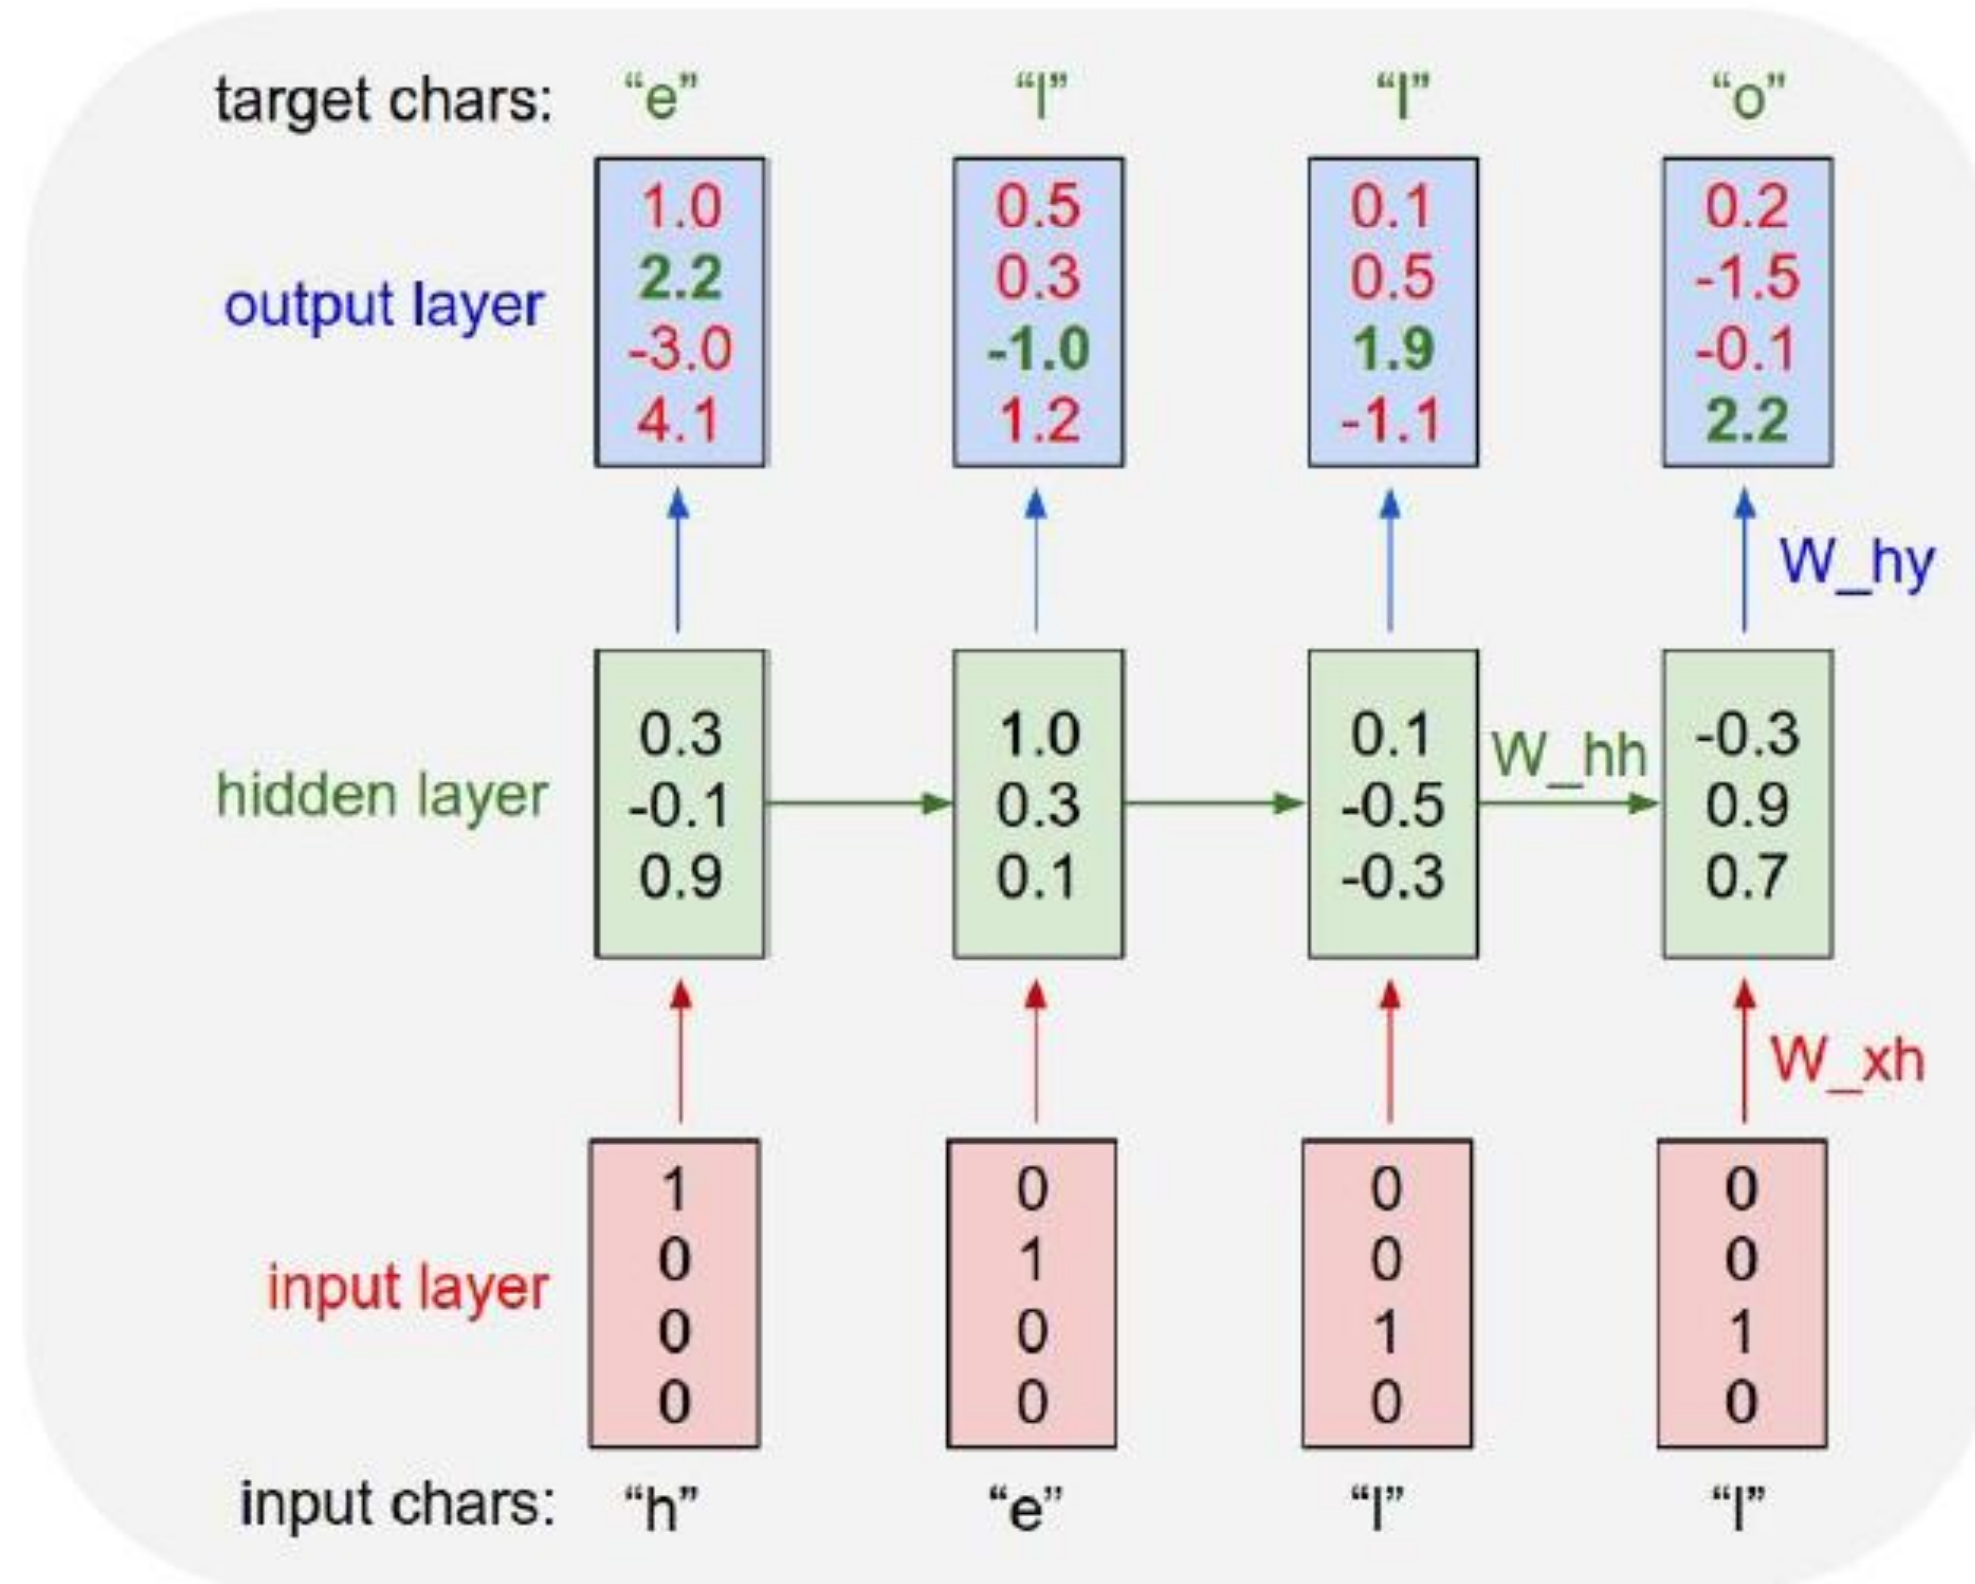 target chars: “e” “l” “l” “o”
1.0 0.5 0.1 0.2
2.2 0.3 0.5 -1.5
output layer
-3.0 -1.0 1.9 -0.1
4.1 1.2 -1.1 2.2
W_hy
0.3 1.0 0.1 W_hh -0.3
hidden layer -0.1 0.3 -0.5 0.9
0.9 0.1 -0.3 0.7
W_xh
1 0 0 0
0 1 0 0
input layer
0 0 1 1
0 0 0 0
input chars: “h” “e” “l” “l”